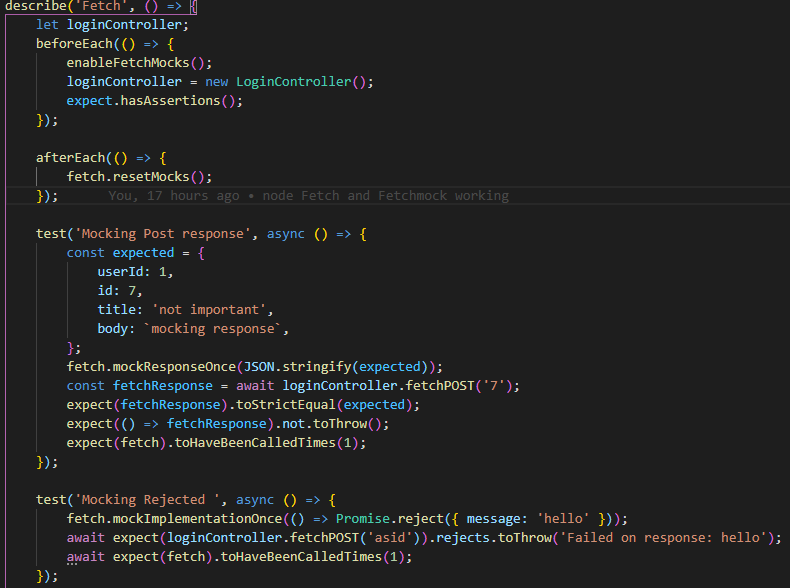 describe('Fetch', () => {
    let loginController;
    beforeEach(() => {
        enableFetchMocks();
        loginController = new LoginController();
        expect.hasAssertions();
    });

    afterEach(() => {
        fetch.resetMocks();
    });      You, 17 hours ago • node Fetch and Fetchmock working

    test('Mocking Post response', async () => {
        const expected = {
            userId: 1,
            id: 7,
            title: 'not important',
            body: `mocking response`,
        };
        fetch.mockResponseOnce(JSON.stringify(expected));
        const fetchResponse = await loginController.fetchPOST('7');
        expect(fetchResponse).toStrictEqual(expected);
        expect(() => fetchResponse).not.toThrow();
        expect(fetch).toHaveBeenCalledTimes(1);
    });

    test('Mocking Rejected ', async () => {
        fetch.mockImplementationOnce(() => Promise.reject({ message: 'hello' }));
        await expect(loginController.fetchPOST('asid')).rejects.toThrow('Failed on response: hello');
        await expect(fetch).toHaveBeenCalledTimes(1);
    });